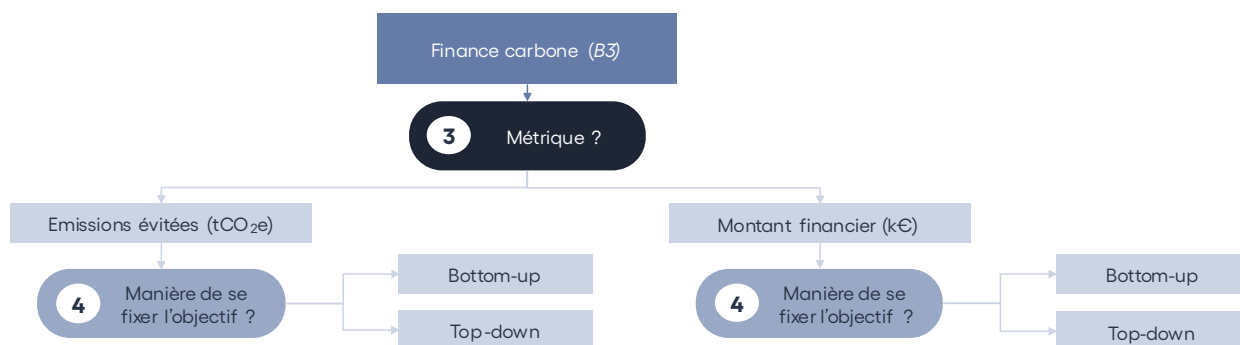 Finance carbone (B3)
3
Métrique ?
Emissions évitées (tCO₂e)
Montant financier (k€)
4
Manière de se
fixer l’objectif ?
Bottom-up
Top-down
4
Manière de se
fixer l’objectif ?
Bottom-up
Top-down